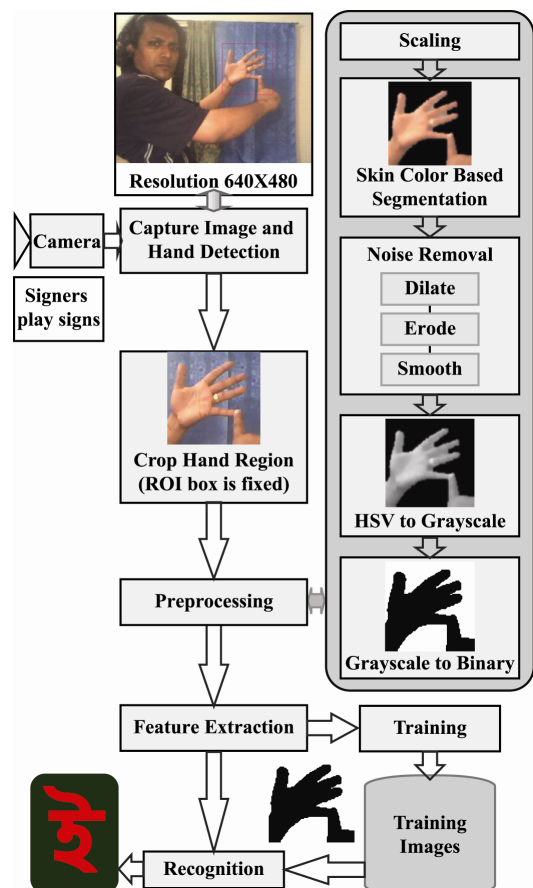 Resolution 640X480
Camera
Capture Image and
Hand Detection
Signers
play signs
Crop Hand Region
(ROI box is fixed)
Preprocessing
Feature Extraction
Recognition
ই
Scaling
Skin Color Based
Segmentation
Noise Removal
Dilate
Erode
Smooth
HSV to Grayscale
Grayscale to Binary
Training
Training
Images